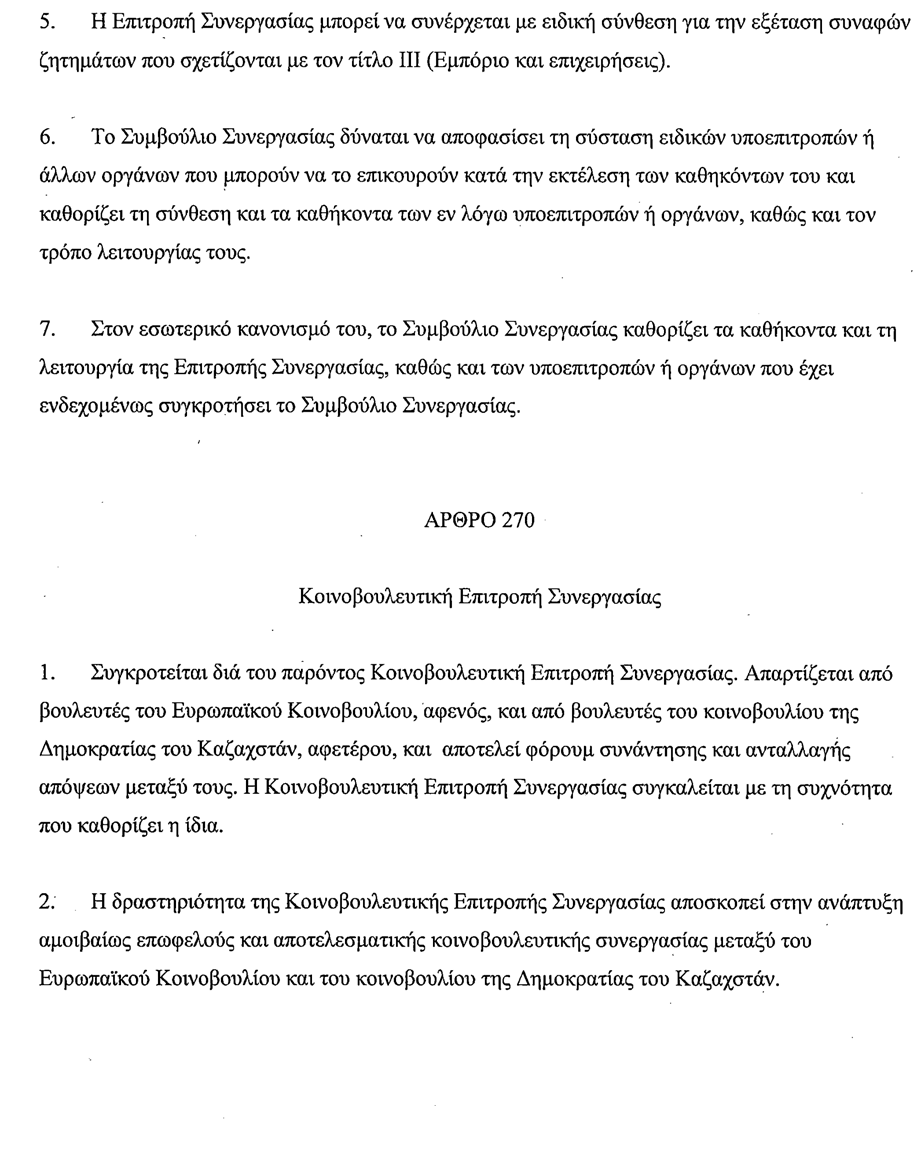 5. Η Επιτροπή Συνεργασίας μπορεί να συνέρχεται με ειδική σύνθεση για την εξέταση συναφών
ζητημάτων που σχετίζονται με τον τίτλο III (Εμπόριο και επιχειρήσεις).
6. Το Συμβούλιο Συνεργασίας δύναται να αποφασίσει τη σύσταση ειδικών υποεπιτροπών ή
άλλων οργάνων που μπορούν να το επικουρούν κατά την εκτέλεση των καθηκόντων του και
καθορίζει τη σύνθεση και τα καθήκοντα των εν λόγω υποεπιτροπών ή οργάνων, καθώς και τον
τρόπο λειτουργίας τους.
7. Στον εσωτερικό κανονισμό του, το Συμβούλιο Συνεργασίας καθορίζει τα καθήκοντα και τη
λειτουργία της Επιτροπής Συνεργασίας, καθώς και των υποεπιτροπών ή οργάνων που έχει
ενδεχομένως συγκροτήσει το Συμβούλιο Συνεργασίας.
ΑΡΘΡΟ 270
Κοινοβουλευτική Επιτροπή Συνεργασίας
1. Συγκροτείται διά του παρόντος Κοινοβουλευτική Επιτροπή Συνεργασίας. Απαρτίζεται από
βουλευτές του Ευρωπαϊκού Κοινοβουλίου, αφενός, και από βουλευτές του κοινοβουλίου της
Δημοκρατίας του Καζαχστάν, αφετέρου, και αποτελεί φόρουμ συνάντησης και ανταλλαγής
απόψεων μεταξύ τους. Η Κοινοβουλευτική Επιτροπή Συνεργασίας συγκαλείται με τη συχνότητα
που καθορίζει η ίδια.
2. Η δραστηριότητα της Κοινοβουλευτικής Επιτροπής Συνεργασίας αποσκοπεί στην ανάπτυξη
αμοιβαίως επωφελούς και αποτελεσματικής κοινοβουλευτικής συνεργασίας μεταξύ του
Ευρωπαϊκού Κοινοβουλίου και του κοινοβουλίου της Δημοκρατίας του Καζαχστάν.